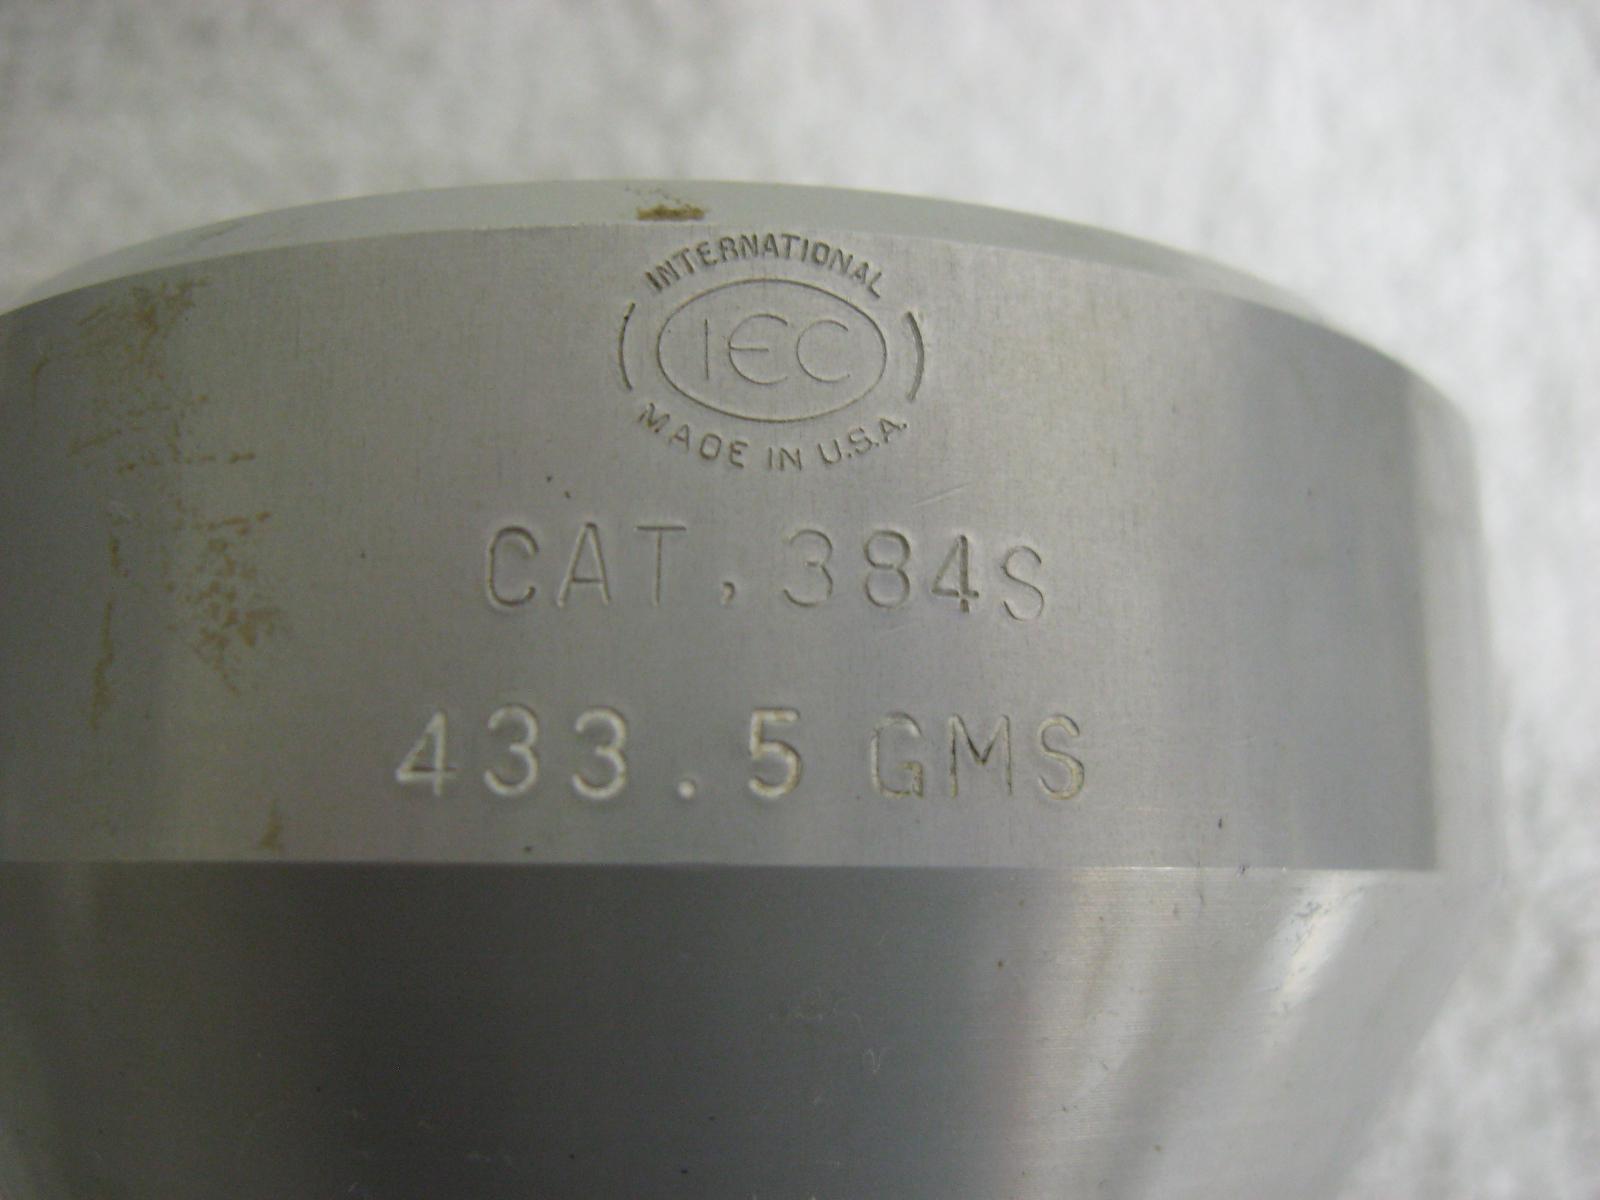 INTERNATIONAL
IEC
MADE IN U.S.A.
CAT. 384S
433.5 GMS